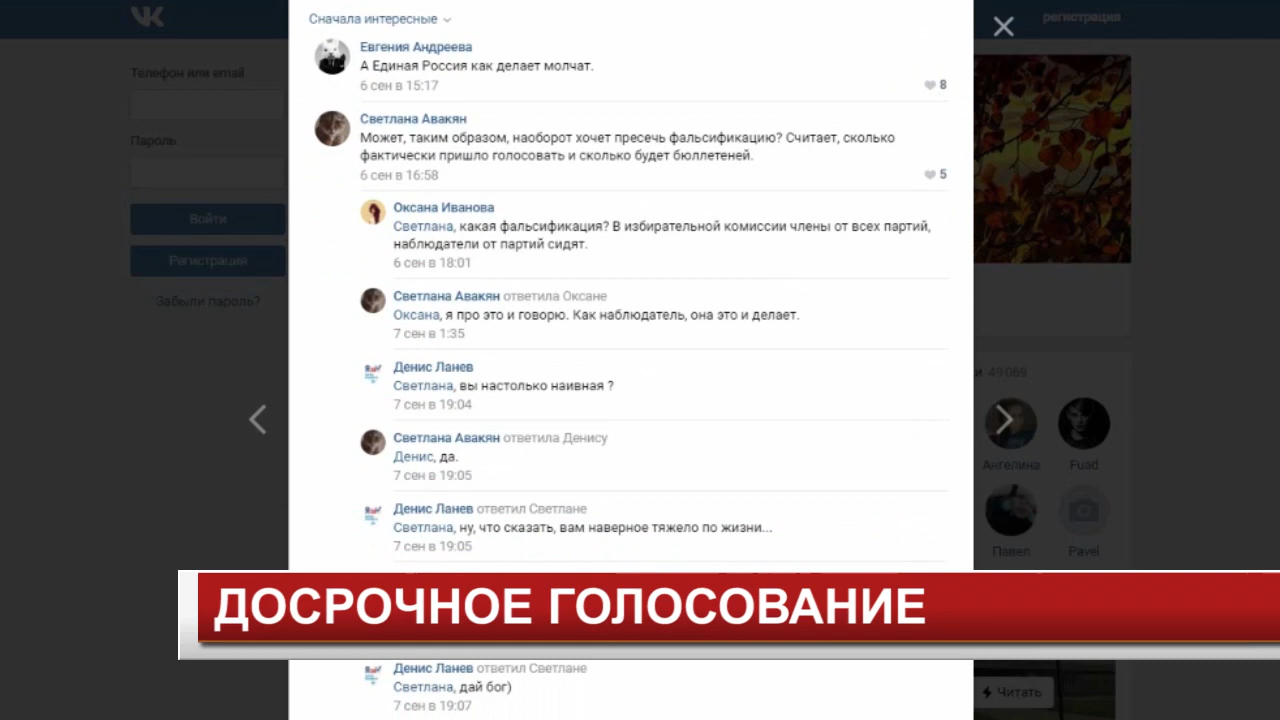 Сначала интересные
регистрация
Телефон или email
Пароль
Войти
Регистрация
Забыли пароль?
Евгения Андреева
А Единая Россия как делает молчат.
6 сен в 15:17
8
Светлана Авакян
Может, таким образом, наоборот хочет пресечь фальсификацию? Считает, сколько
фактически пришло голосовать и сколько будет бюллетеней.
6 сен в 16:58
5
Оксана Иванова
Светлана, какая фальсификация? В избирательной комиссии члены от всех партий,
наблюдатели от партий сидят.
6 сен в 18:01
Светлана Авакян ответила Оксане
Оксана, я про это и говорю. Как наблюдатель, она это и делает.
7 сен в 1:35
Денис Ланев
Светлана, вы настолько наивная ?
7 сен в 19:04
Светлана Авакян ответила Денису
Денис, да.
7 сен в 19:05
Денис Ланев ответил Светлане
Светлана, ну, что сказать, вам наверное тяжело по жизни...
7 сен в 19:05
ДОСРОЧНОЕ ГОЛОСОВАНИЕ
Денис Ланев ответил Светлане
Светлана, дай бог)
7 сен в 19:07
49 069
Ангелина Fuad
Павел Pavel
Читать